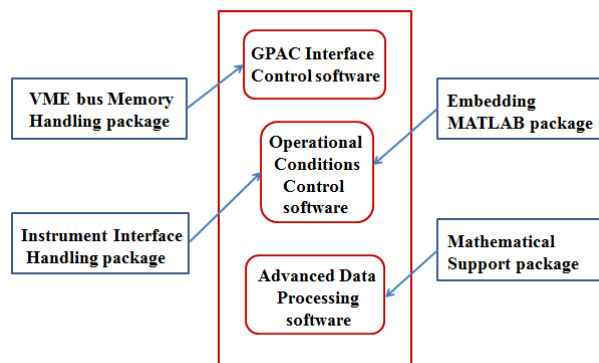 GPAC Interface
Control software
VME bus Memory
Handling package
Embedding
MATLAB package
Operational
Conditions
Control
software
Instrument Interface
Handling package
Mathematical
Support package
Advanced Data
Processing
software